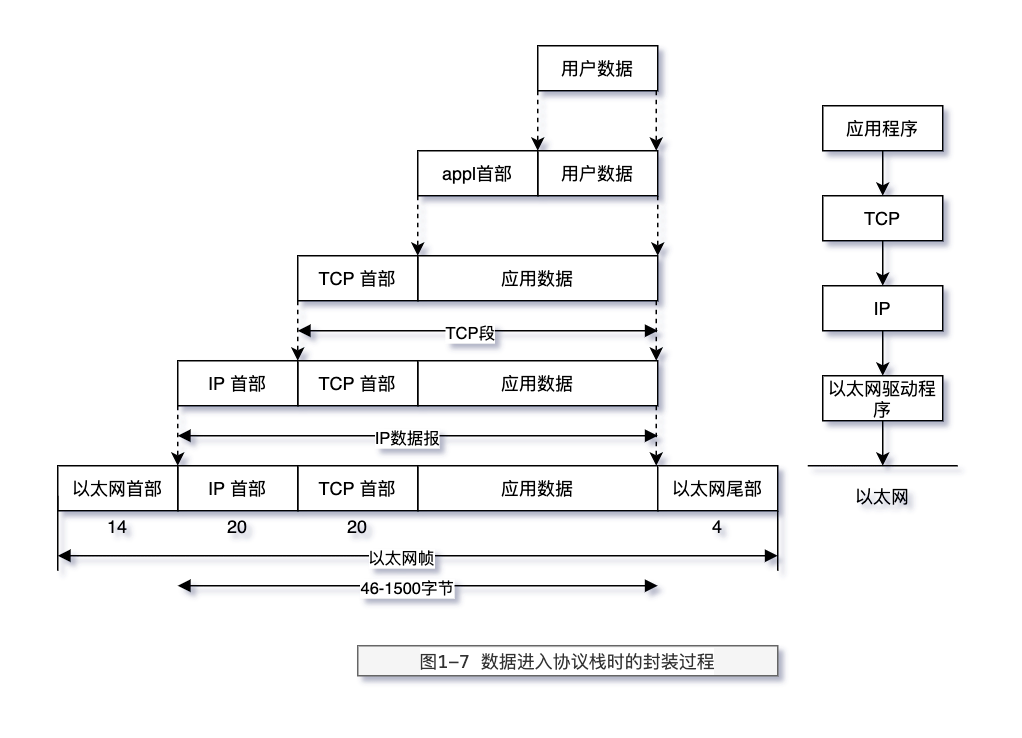 用户数据
appl首部
用户数据
TCP 首部
应用数据
TCP段
IP 首部
TCP 首部
应用数据
IP数据报
以太网首部
IP 首部
TCP 首部
应用数据
以太网尾部
14
20
20
4
以太网帧
46-1500字节
应用程序
TCP
IP
以太网驱动程
序
以太网
图1-7 数据进入协议栈时的封装过程